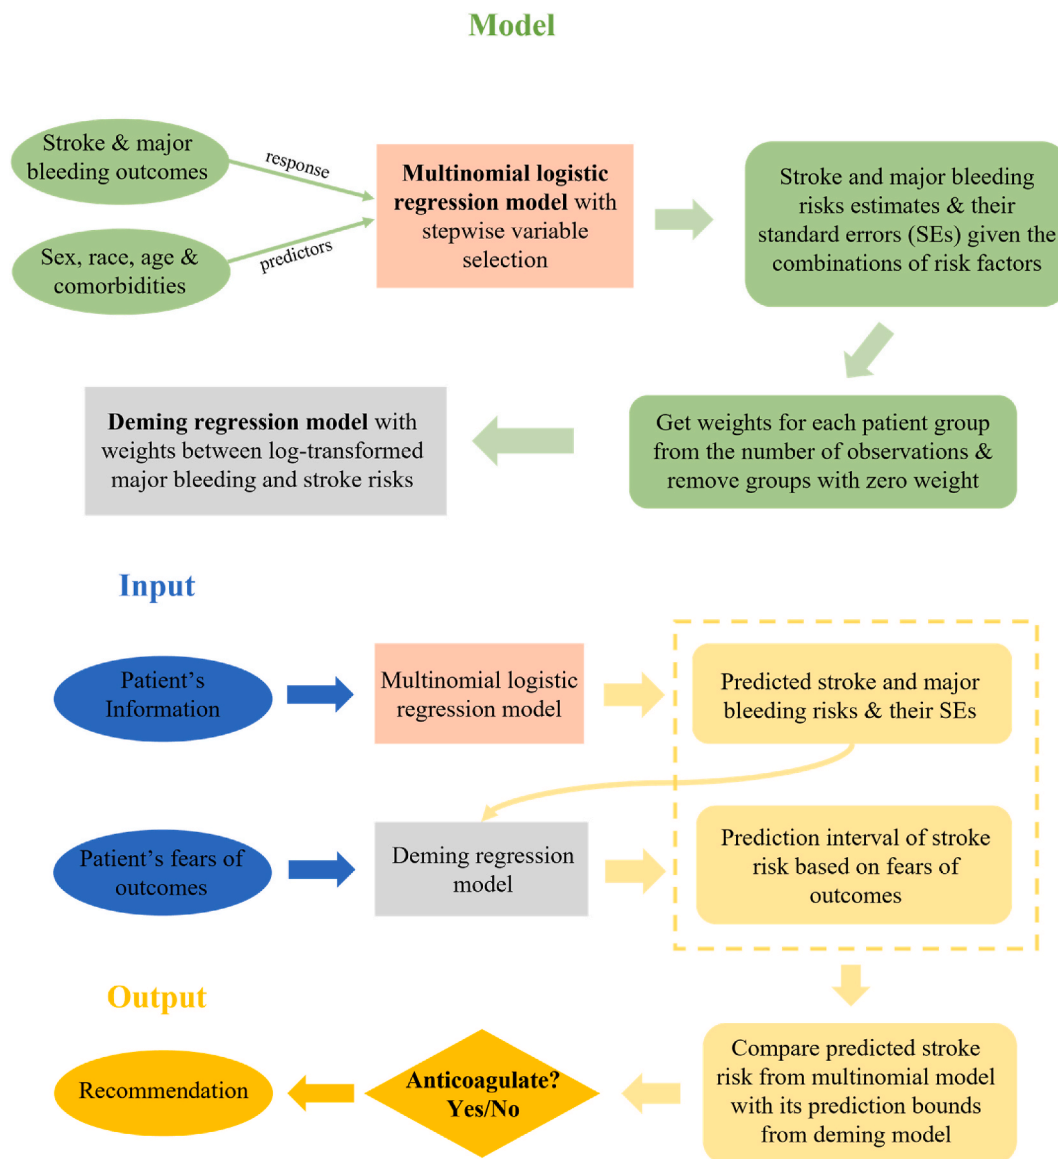 Model
Stroke & major
bleeding outcomes
response
Sex, race, age &
comorbidities
predictors
Multinomial logistic
regression model with
stepwise variable
selection
Stroke and major bleeding
risks estimates & their
standard errors (SEs) given the
combinations of risk factors
Get weights for each patient group
from the number of observations &
remove groups with zero weight
Deming regression model with
weights between log-transformed
major bleeding and stroke risks
Input
Patient’s
Information
Multinomial logistic
regression model
Predicted stroke and major
bleeding risks & their SEs
Patient’s fears of
outcomes
Deming regression
model
Prediction interval of stroke
risk based on fears of
outcomes
Output
Compare predicted stroke
risk from multinomial model
with its prediction bounds
from deming model
Anticoagulate?
Yes/No
Recommendation